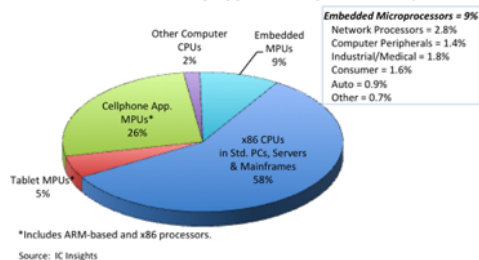 Embedded Microprocessors = 9%
Network Processors = 2.8%
Computer Peripherals = 1.4%
Industrial/Medical = 1.8%
Consumer = 1.6%
Auto = 0.9%
Other = 0.7%
Other Computer
CPUs
2%
Embedded
MPUs
9%
Cellphone App.
MPUs*
26%
x86 CPUs
in Std. PCs, Servers
& Mainframes
58%
Tablet MPUs*
5%
*Includes ARM-based and x86 processors.
Source: IC Insights